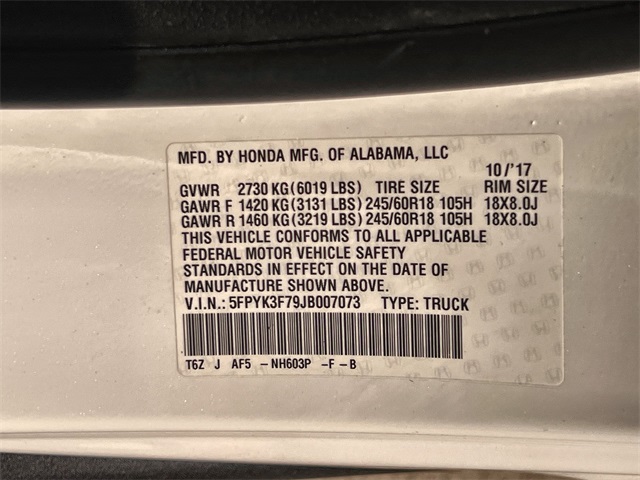 MFD. BY HONDA MFG. OF ALABAMA, LLC
10/'17
GVWR 2730 KG(6019 LBS) TIRE SIZE RIM SIZE
GAWR F 1420 KG(3131 LBS)245/60R18 105H 18X8.0J
GAWR R 1460 KG(3219 LBS)245/60R18 105H 18X8.0J
THIS VEHICLE CONFORMS TO ALL APPLICABLE
FEDERAL MOTOR VEHICLE SAFETY
STANDARDS IN EFFECT ON THE DATE OF
MANUFACTURE SHOWN ABOVE.
V.I.N.: 5FPYK3F79JB007073 TYPE: TRUCK
T6Z J AF5 -NH603P -F-B